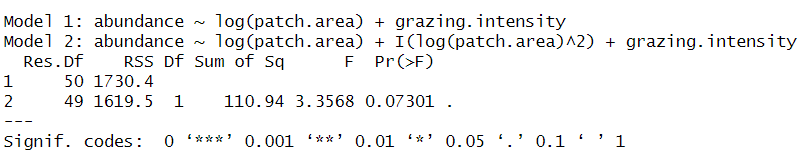 Model 1: abundance ~ log(patch.area) + grazing.intensity
Model 2: abundance ~ log(patch.area) + I(log(patch.area)^2) + grazing.intensity
  Res.Df    RSS Df Sum of Sq      F  Pr(>F)
1     50 1730.4
2     49 1619.5  1    110.94 3.3568 0.07301 .
---
Signif. codes:  0 ‘***’ 0.001 ‘**’ 0.01 ‘*’ 0.05 ‘.’ 0.1 ‘ ’ 1